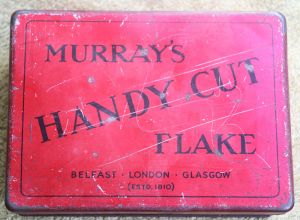 MURRAY'S
HANDY CUT
FLAKE
BELFAST · LONDON · GLASGOW
(ESTD. 1810)